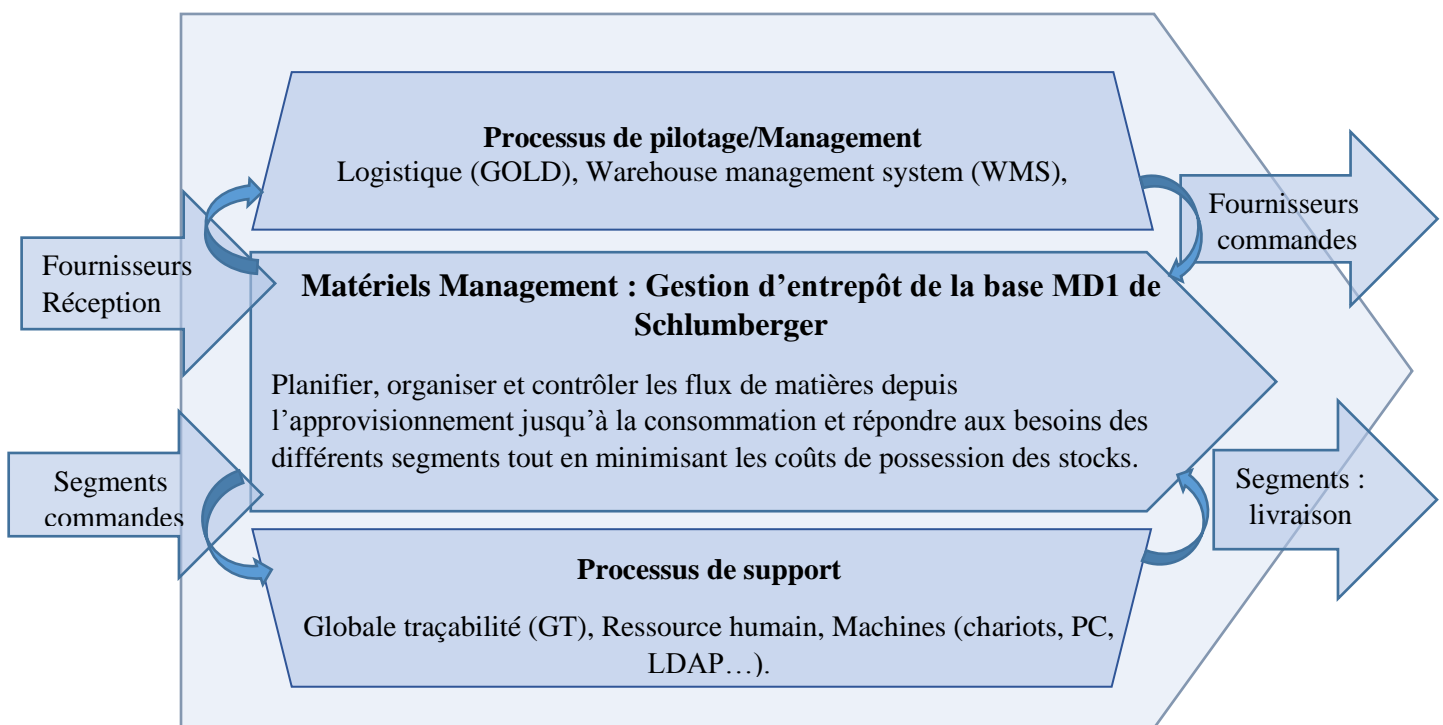 Processus de pilotage/Management
Logistique (GOLD), Warehouse management system (WMS),
Fournisseurs
Réception
Fournisseurs
commandes
Matériels Management : Gestion d’entrepôt de la base MD1 de
Schlumberger
Planifier, organiser et contrôler les flux de matières depuis
l’approvisionnement jusqu’à la consommation et répondre aux besoins des
différents segments tout en minimisant les coûts de possession des stocks.
Segments
commandes
Segments :
livraison
Processus de support
Globale traçabilité (GT), Ressource humain, Machines (chariots, PC,
LDAP…).